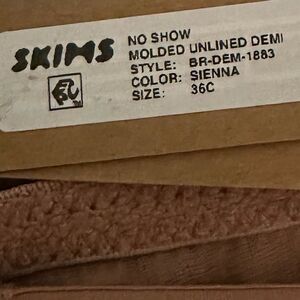 SKIMS
NO SHOW
MOLDED UNLINED DEMI
STYLE: BR-DEM-1883
COLOR: SIENNA
SIZE: 36C